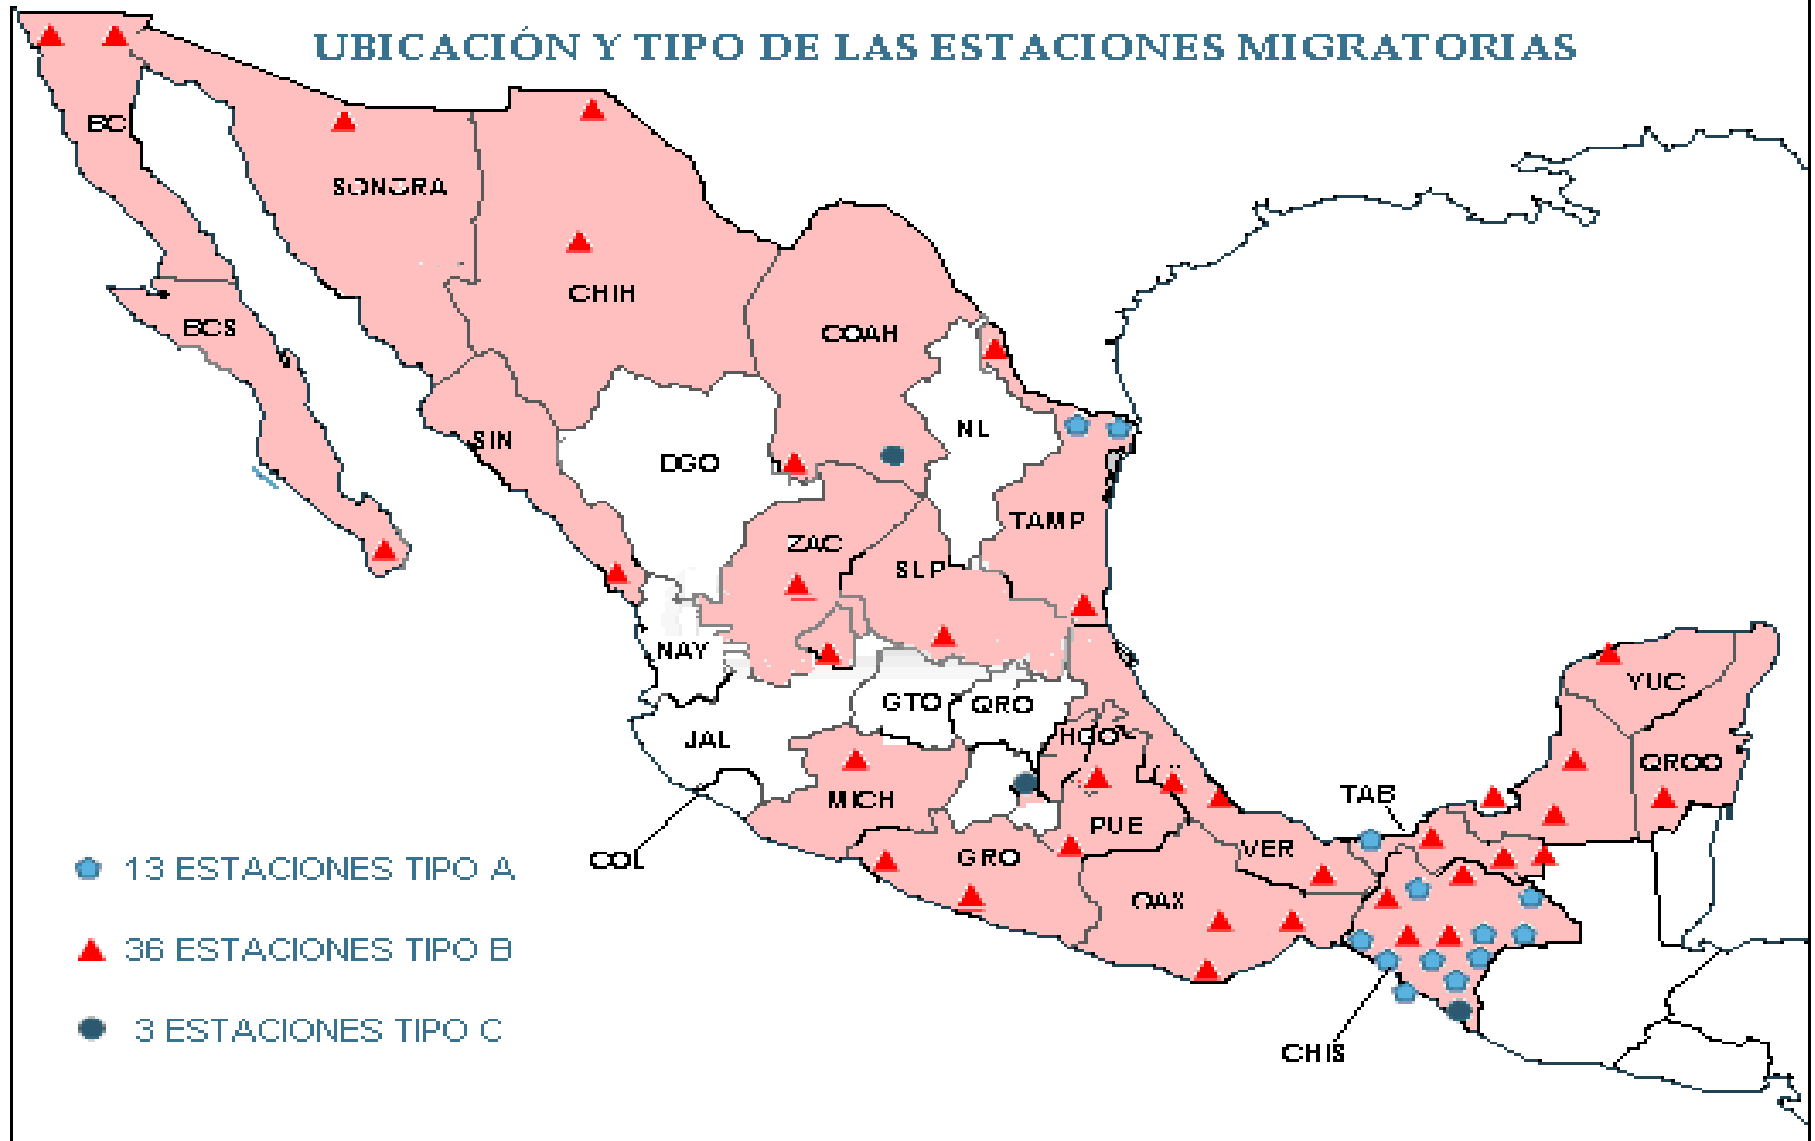 UBICACIÓN Y TIPO DE LAS ESTACIONES MIGRATORIAS
BC
SONORA
CHIH
BCS
COAH
SIN
NL
DGO
TAMP
ZAC
SLP
NAY
YUC
GTO
QRO
HGO
JAL
QROO
TAB
MICH
PUE
COL
GRO
VER
OAX
CHIS
13 ESTACIONES TIPO A
36 ESTACIONES TIPO B
3 ESTACIONES TIPO C